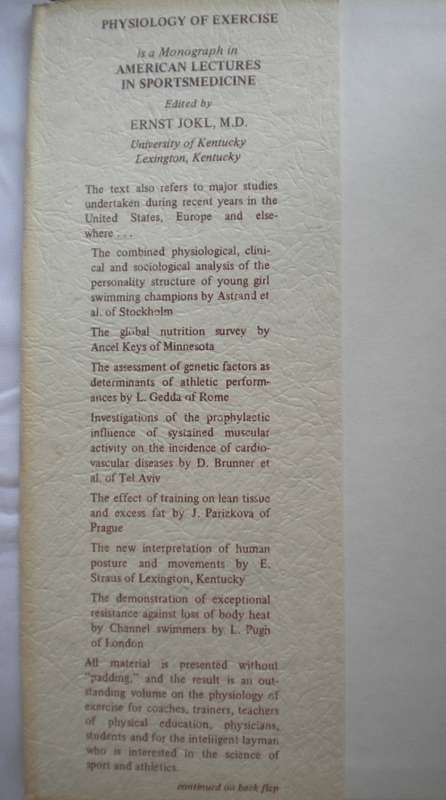 PHYSIOLOGY OF EXERCISE
is a Monograph in
AMERICAN LECTURES
IN SPORTSMEDICINE
Edited by
ERNST JOKL, M.D.
University of Kentucky
Lexington, Kentucky
The text also refers to major studies
undertaken during recent years in the
United States, Europe and else-
where ...
The combined physiological, clini-
cal and sociological analysis of the
personality structure of young girl
swimming champions by Astrand et
al. of Stockholm
The global nutrition survey by
Ancel Keys of Minnesota
The assessment of genetic factors as
determinants of athletic perform-
ances by L. Gedda of Rome
Investigations of the prophylactic
influence of systained muscular
activity on the incidence of cardio-
vascular diseases by D. Brunner et
al. of Tel Aviv
The effect of training on lean tissue
and excess fat by J. Parizkova of
Prague
The new interpretation of human
posture and movements by E.
Straus of Lexington, Kentucky
The demonstration of exceptional
resistance against loss of body heat
by Channel swimmers by L. Pugh
of London
All material is presented without
"padding," and the result is an out-
standing volume on the physiology of
exercise for coaches, trainers, teachers
of physical education, physicians,
students and for the intelligent layman
who is interested in the science of
sport and athletics.
continued on back flap